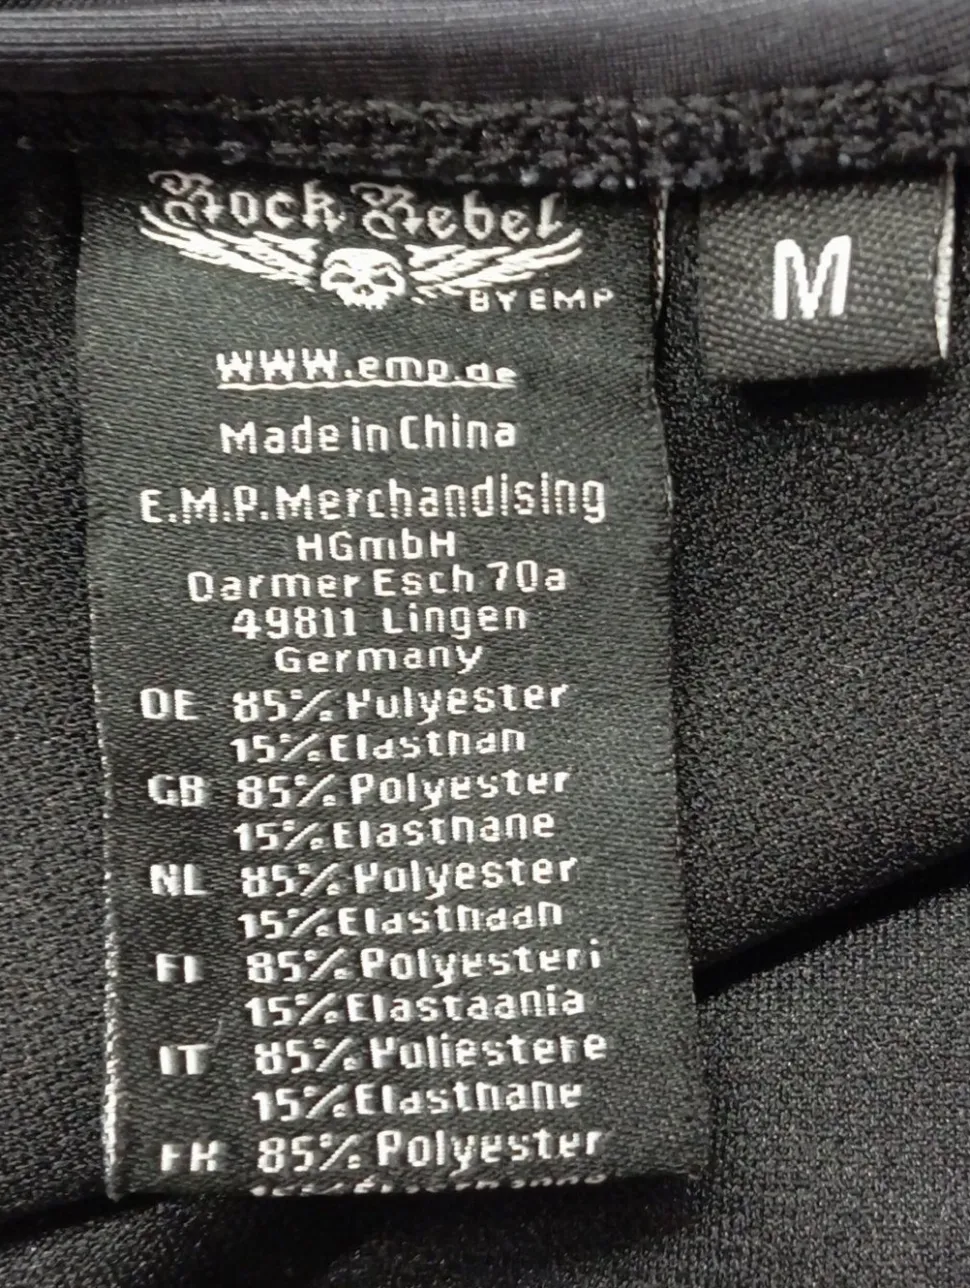 Rock Rebel
BY EMP
M
www.emp.de
Made in China
E.M.P. Merchandising
HGmbH
Darmer Esch 70a
49811 Lingen
Germany
DE 85% Polyester
15% Elasthan
GB 85% Polyester
15% Elasthane
NL 85% Polyester
15% Elasthaan
FI 85% Polyesteri
15% Elastaania
IT 85% Poliestere
15% Elasthane
FR 85% Polyester